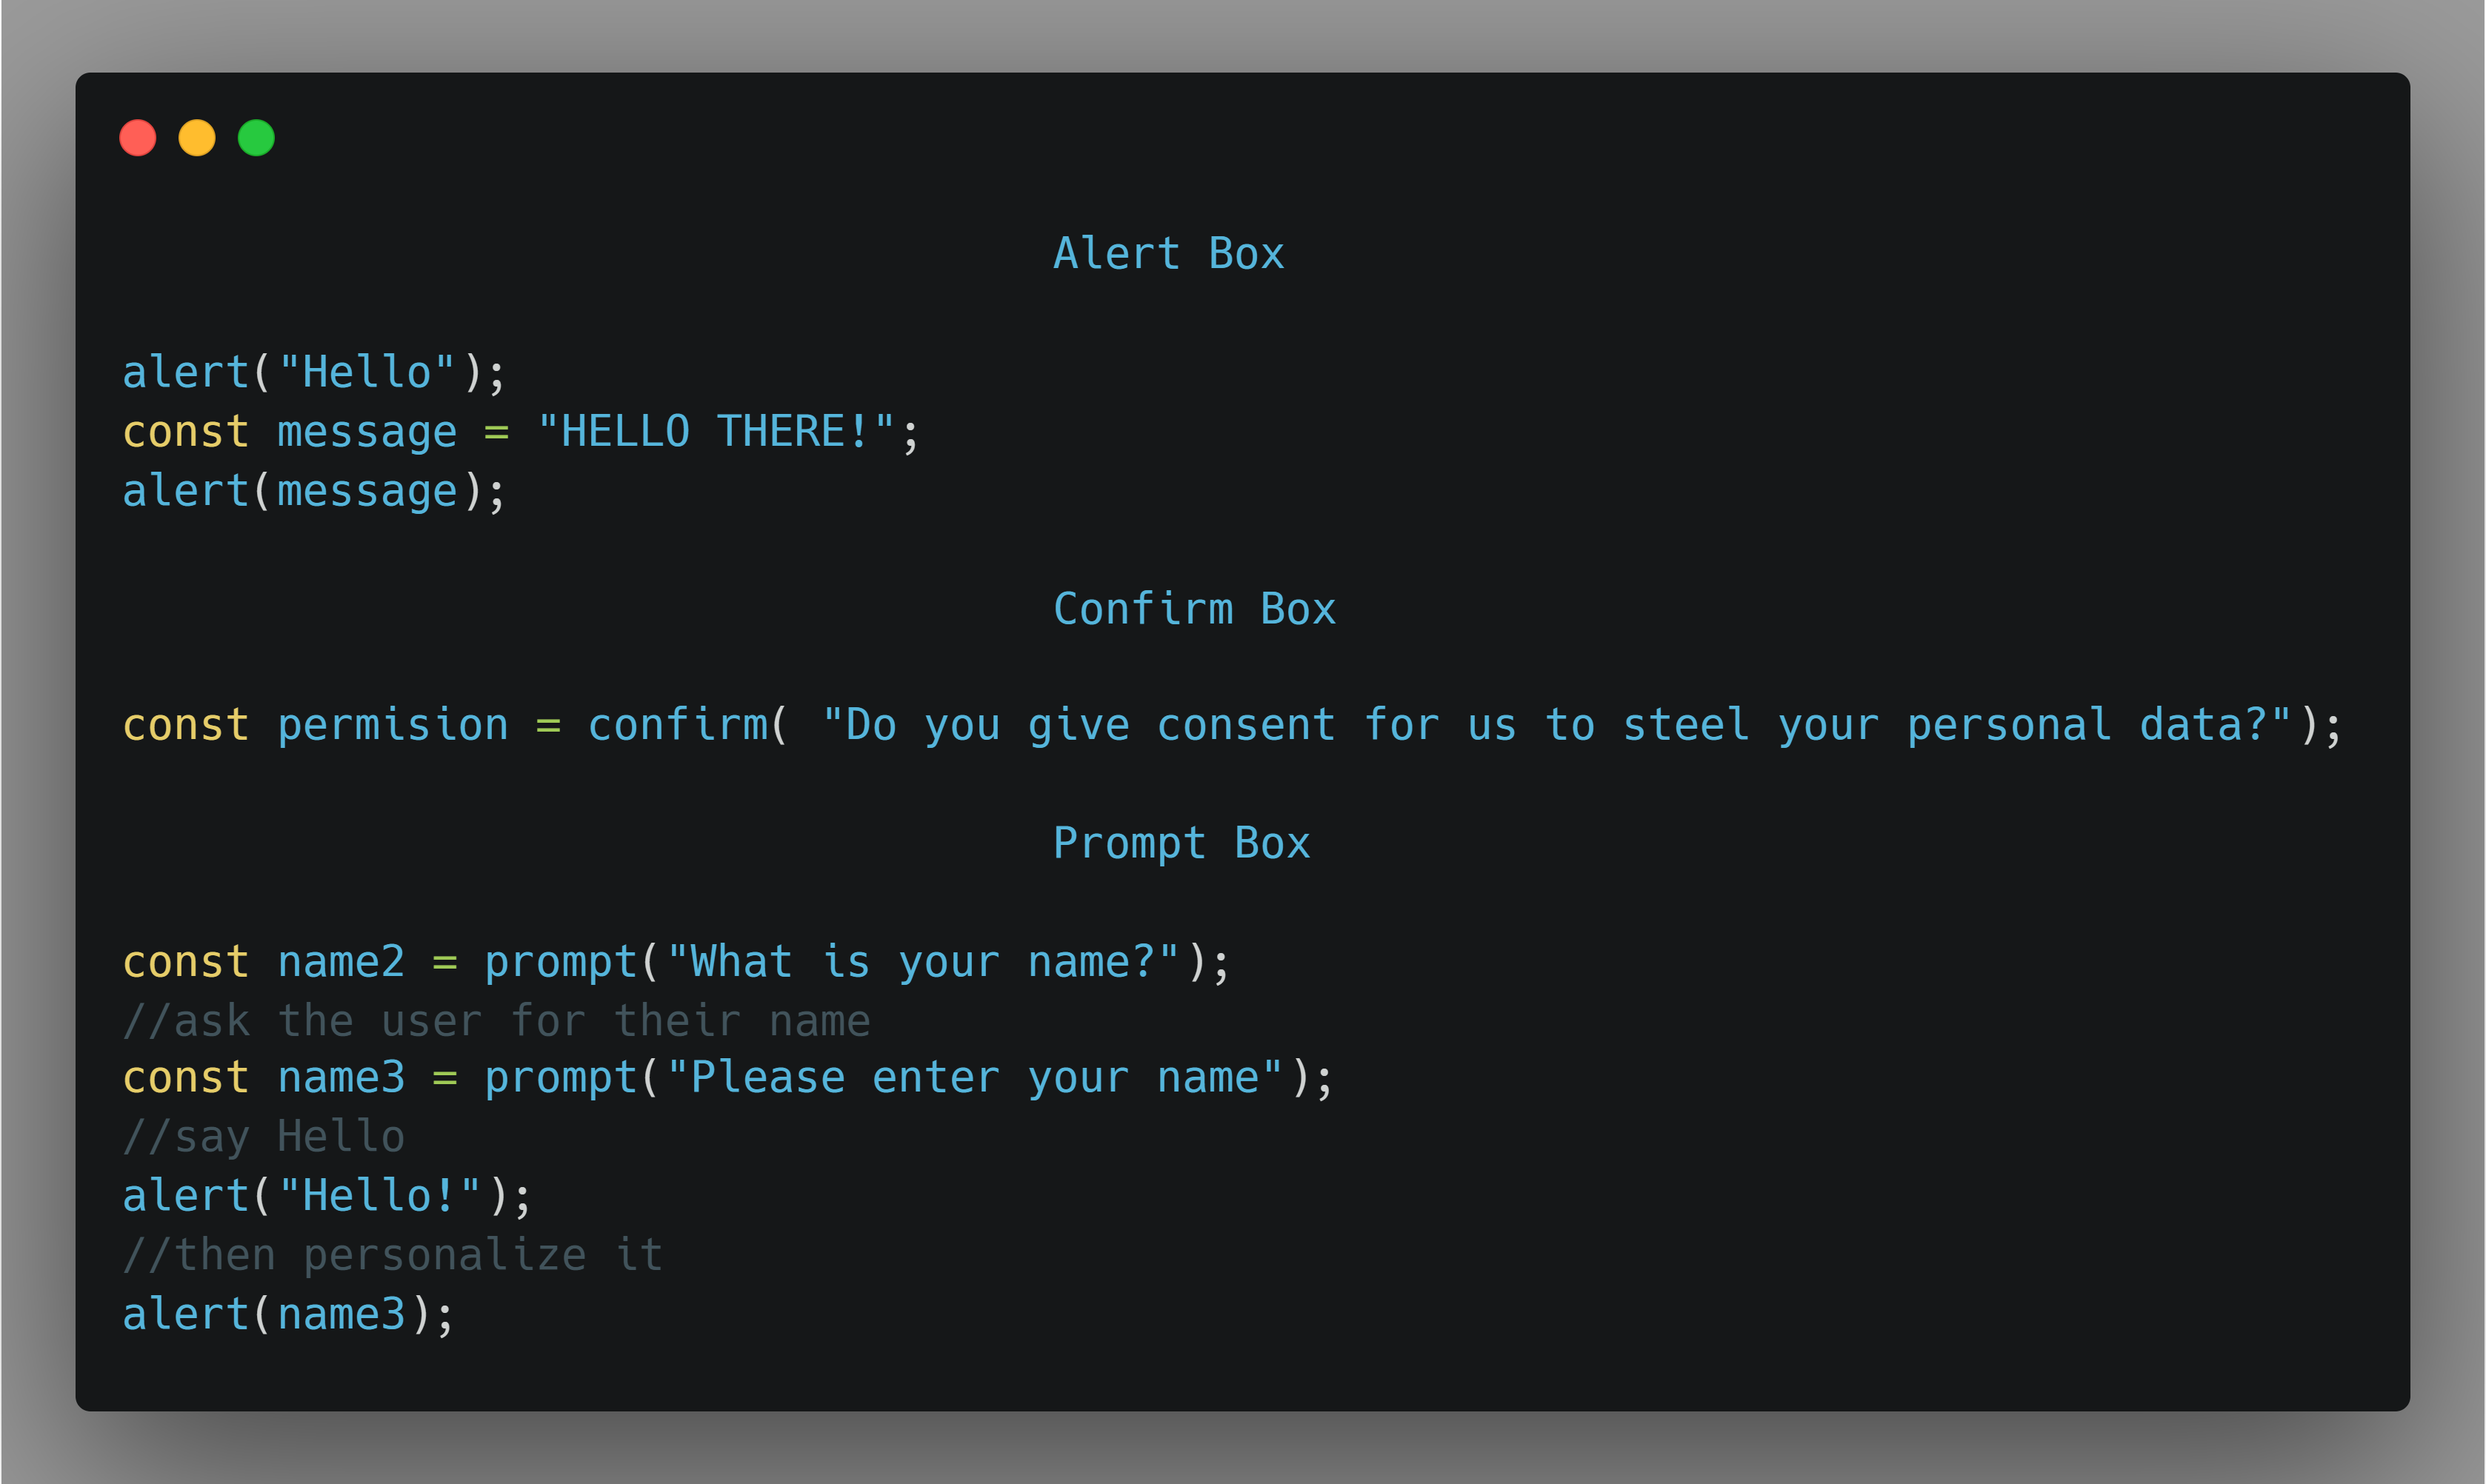 Alert Box
alert("Hello");
const message = "HELLO THERE!";
alert(message);
Confirm Box
const permision = confirm( "Do you give consent for us to steel your personal data?");
Prompt Box
const name2 = prompt("What is your name?");
//ask the user for their name
const name3 = prompt("Please enter your name");
//say Hello
alert("Hello!");
//then personalize it
alert(name3);